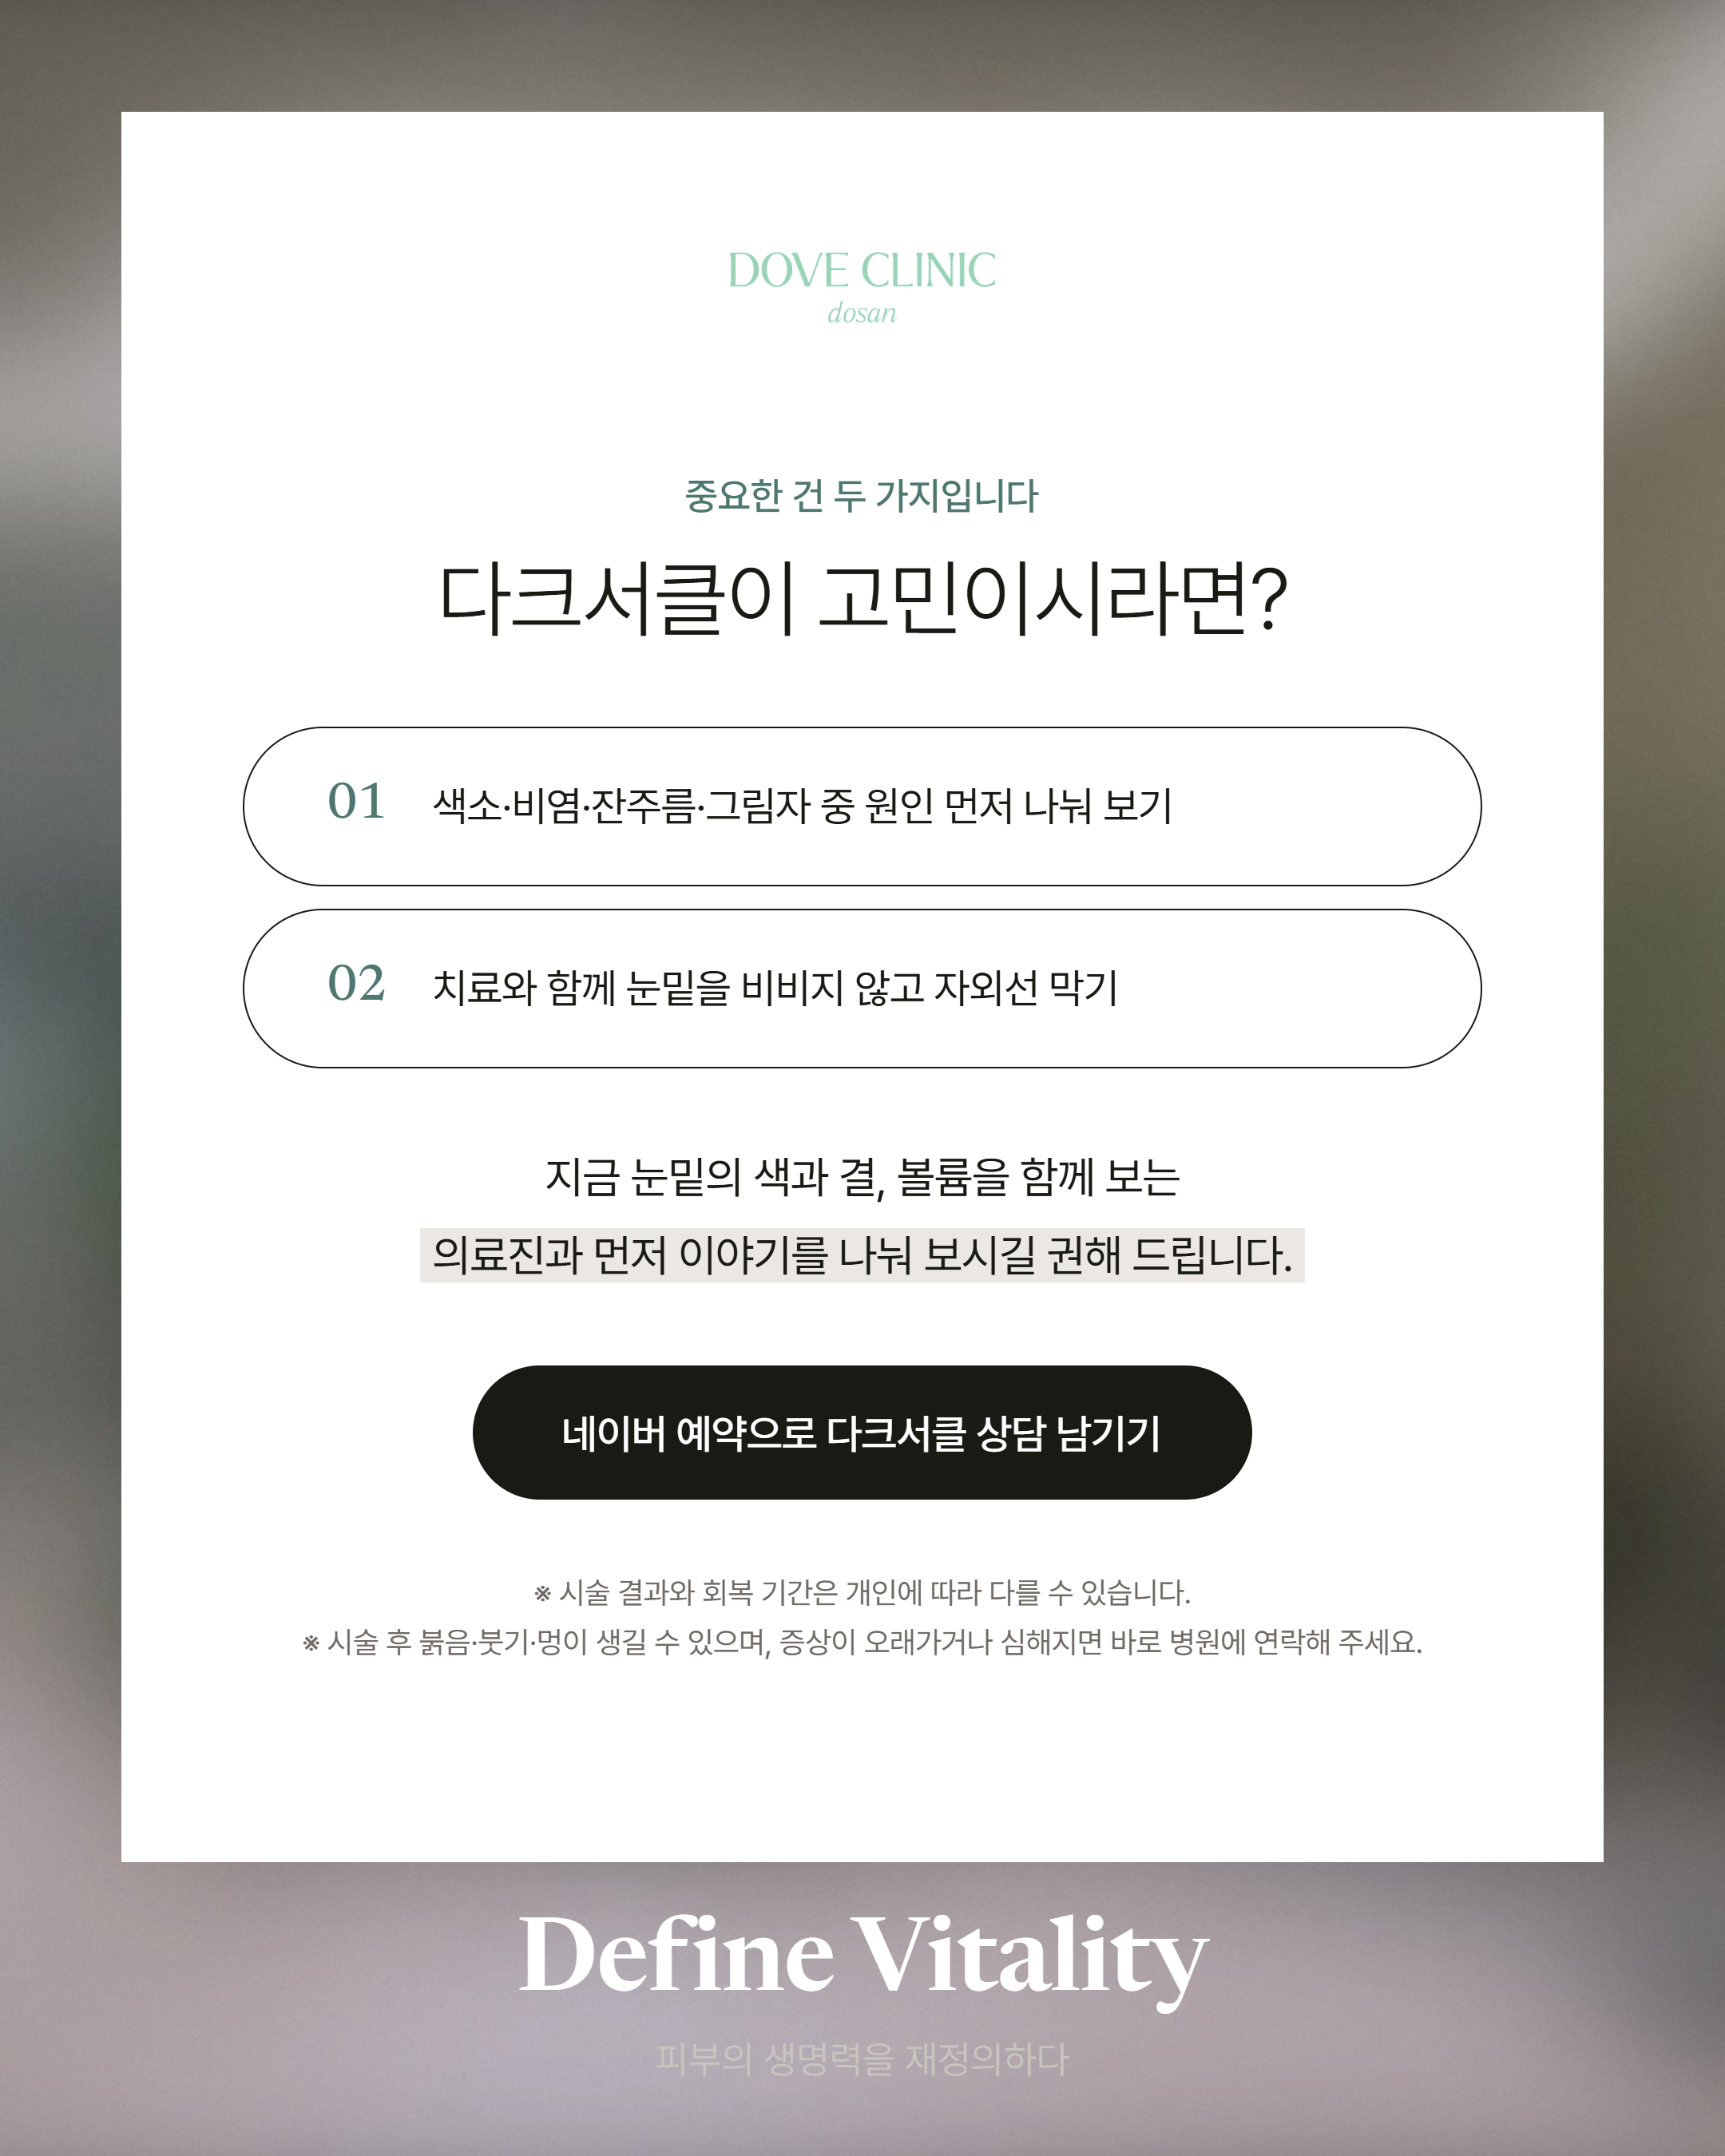 DOVE CLINIC
dosan
중요한 건 두 가지입니다
다크서클이 고민이시라면?
01 색소·비염·잔주름·그림자 중 원인 먼저 나눠 보기
02 치료와 함께 눈밑을 비비지 않고 자외선 막기
지금 눈밑의 색과 결, 볼륨을 함께 보는
의료진과 먼저 이야기를 나눠 보시길 권해 드립니다.
네이버 예약으로 다크서클 상담 남기기
※ 시술 결과와 회복 기간은 개인에 따라 다를 수 있습니다.
※ 시술 후 붉음·붓기·멍이 생길 수 있으며, 증상이 오래가거나 심해지면 바로 병원에 연락해 주세요.
Define Vitality
피부의 생명력을 재정의하다